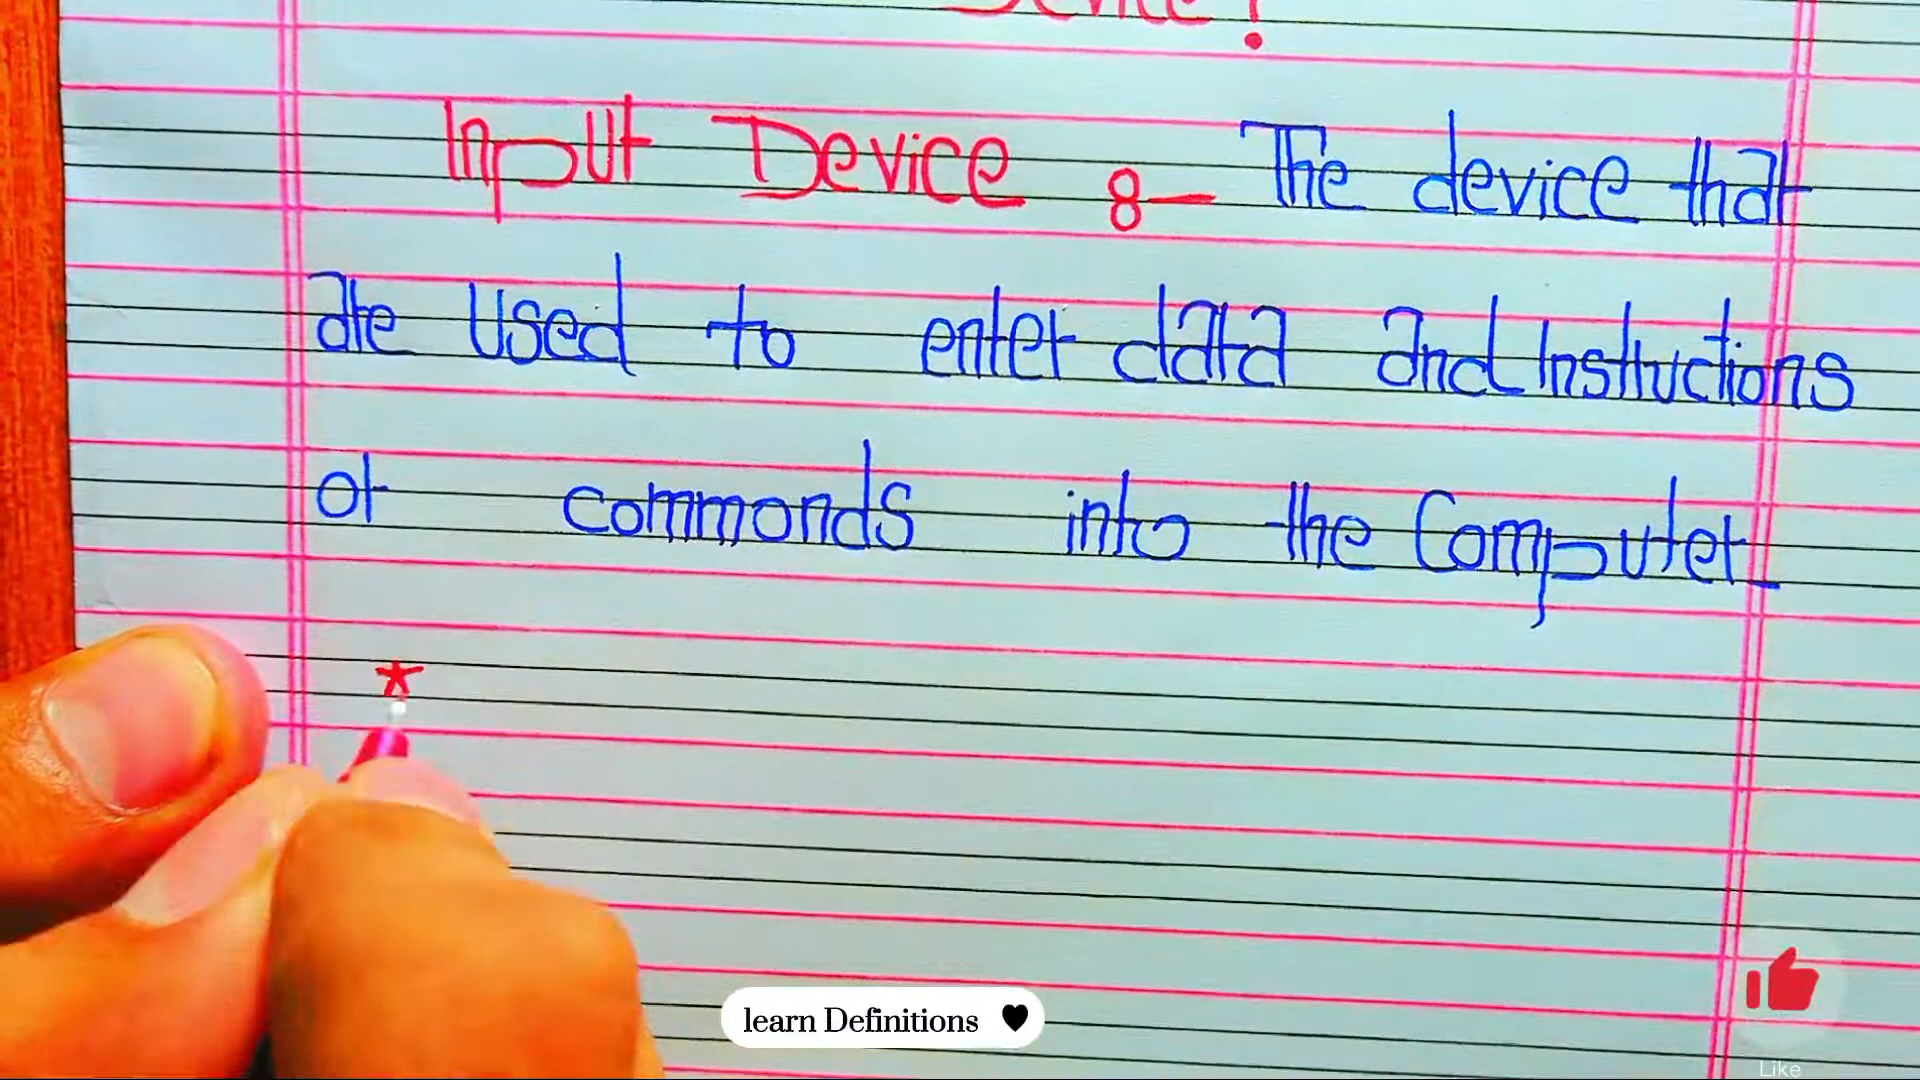 Device?
Input Device :- The device that
are used to enter data and Instructions
or commonds into the Computer
*
learn Definitions ♥
Like